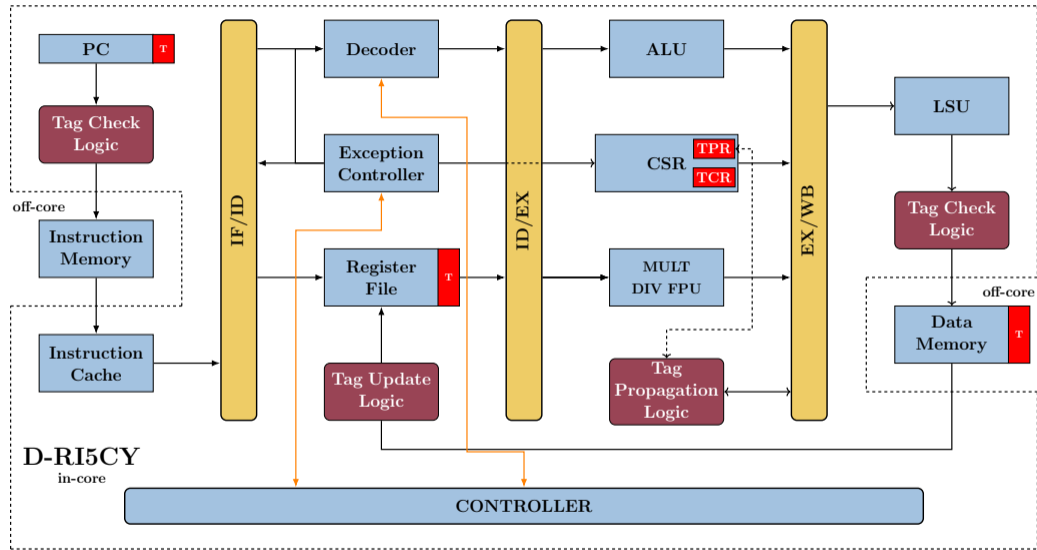 PC
T
Tag Check
Logic
off-core
Instruction
Memory
Instruction
Cache
D-RI5CY
in-core
IF/ID
Decoder
Exception
Controller
Register
File
T
Tag Update
Logic
ID/EX
ALU
CSR
TPR
TCR
MULT
DIV FPU
Tag
Propagation
Logic
EX/WB
LSU
Tag Check
Logic
off-core
Data
Memory
T
CONTROLLER